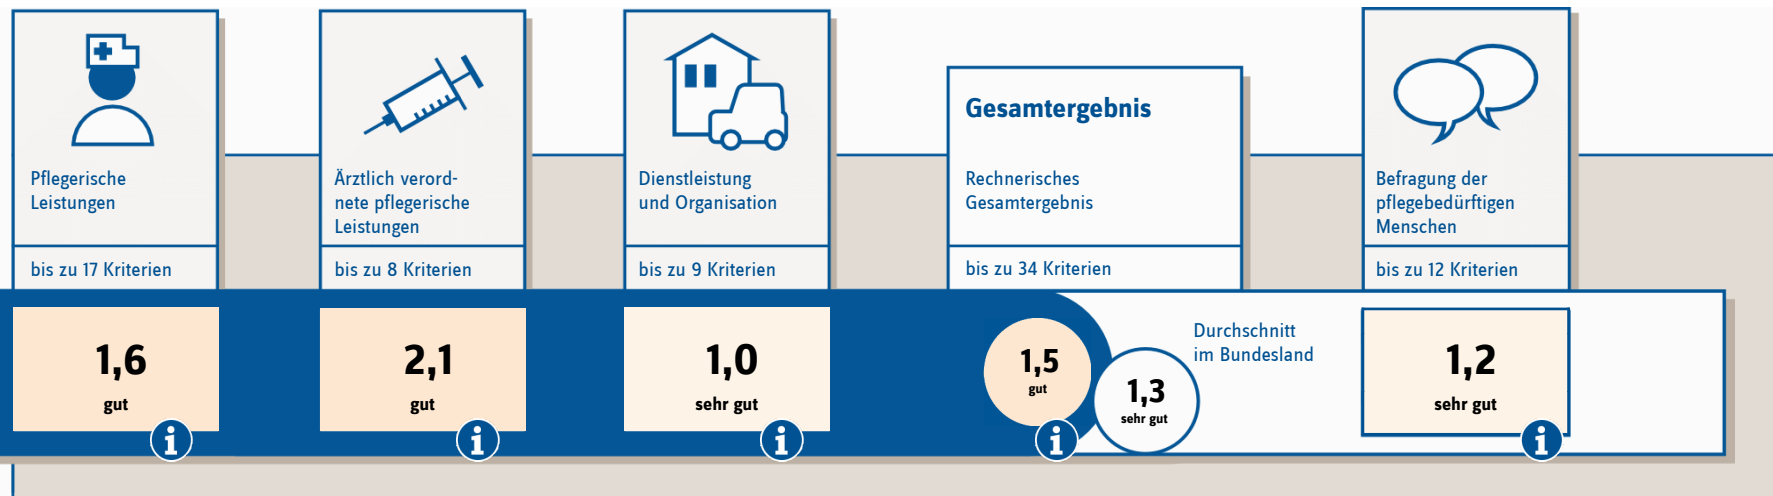 Pflegerische
Leistungen
bis zu 17 Kriterien
1,6
gut
i
Ärztlich verord-
nete pflegerische
Leistungen
bis zu 8 Kriterien
2,1
gut
i
Dienstleistung
und Organisation
bis zu 9 Kriterien
1,0
sehr gut
i
Gesamtergebnis
Rechnerisches
Gesamtergebnis
bis zu 34 Kriterien
1,5
gut
i
1,3
sehr gut
Durchschnitt
im Bundesland
Befragung der
pflegebedürftigen
Menschen
bis zu 12 Kriterien
1,2
sehr gut
i